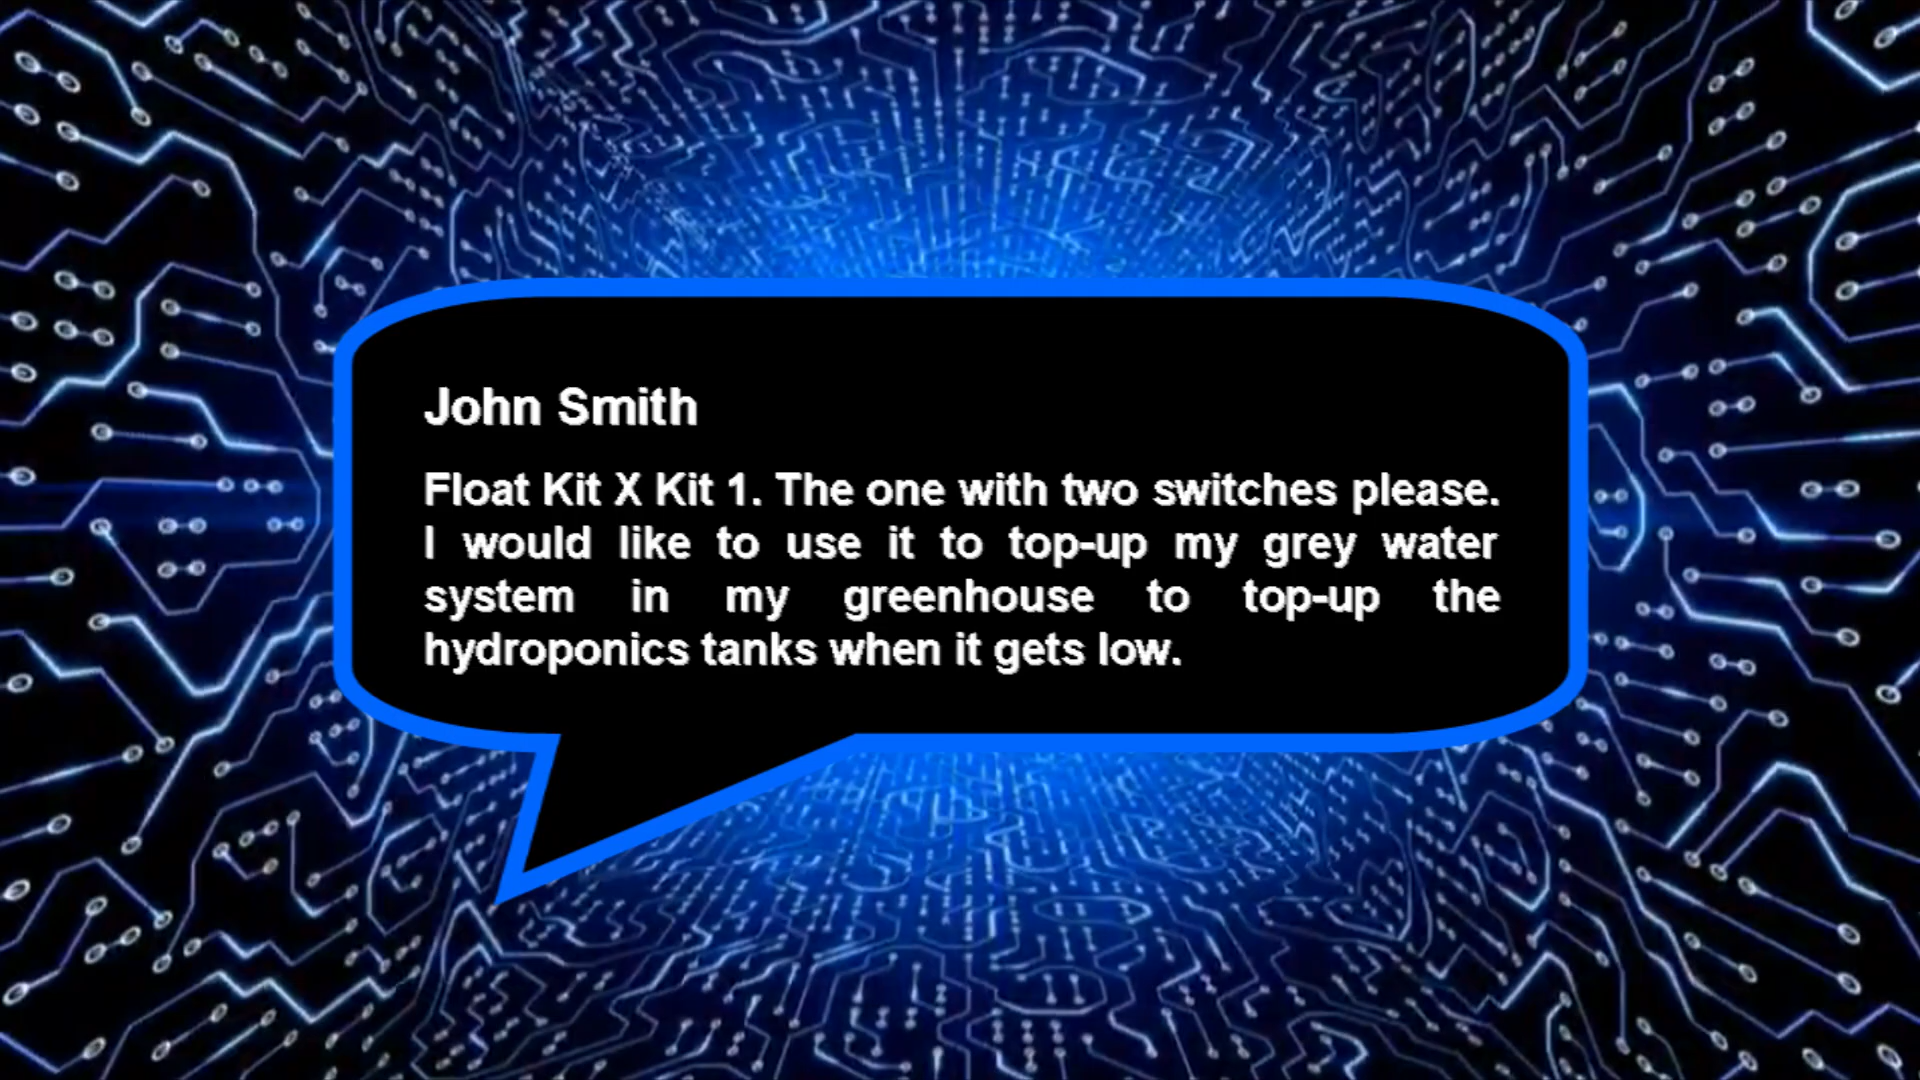 John Smith
Float Kit X Kit 1. The one with two switches please.
I would like to use it to top-up my grey water
system in my greenhouse to top-up the
hydroponics tanks when it gets low.